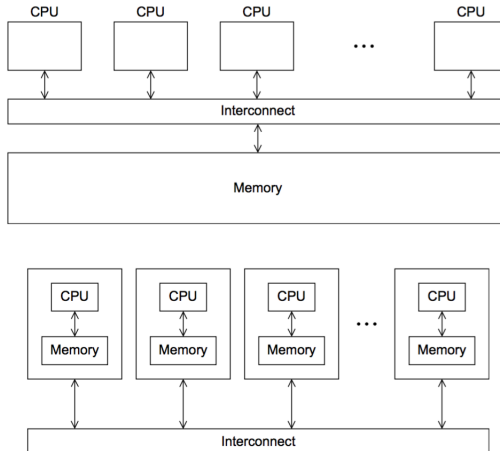 CPU CPU CPU CPU
...
Interconnect
Memory
CPU CPU CPU CPU
...
Memory Memory Memory Memory
Interconnect